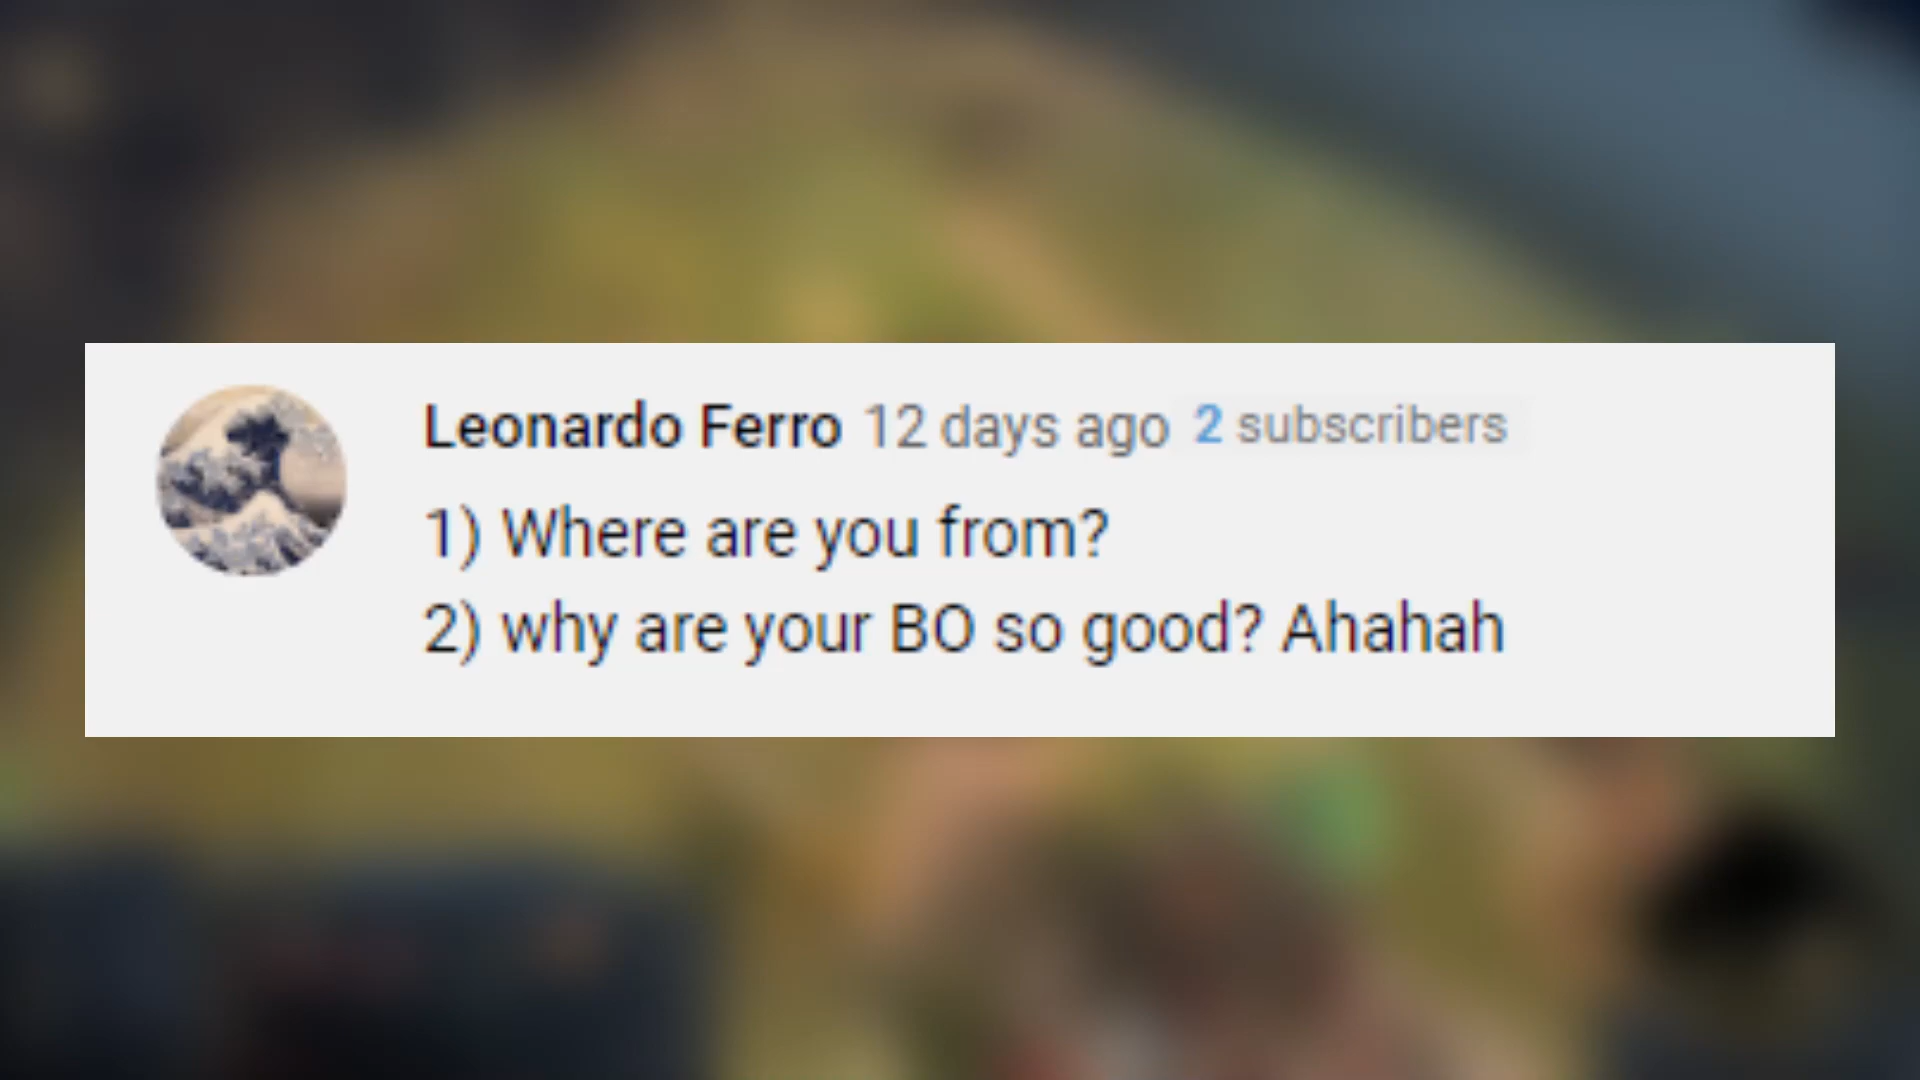 Leonardo Ferro 12 days ago 2 subscribers
1) Where are you from?
2) why are your BO so good? Ahahah